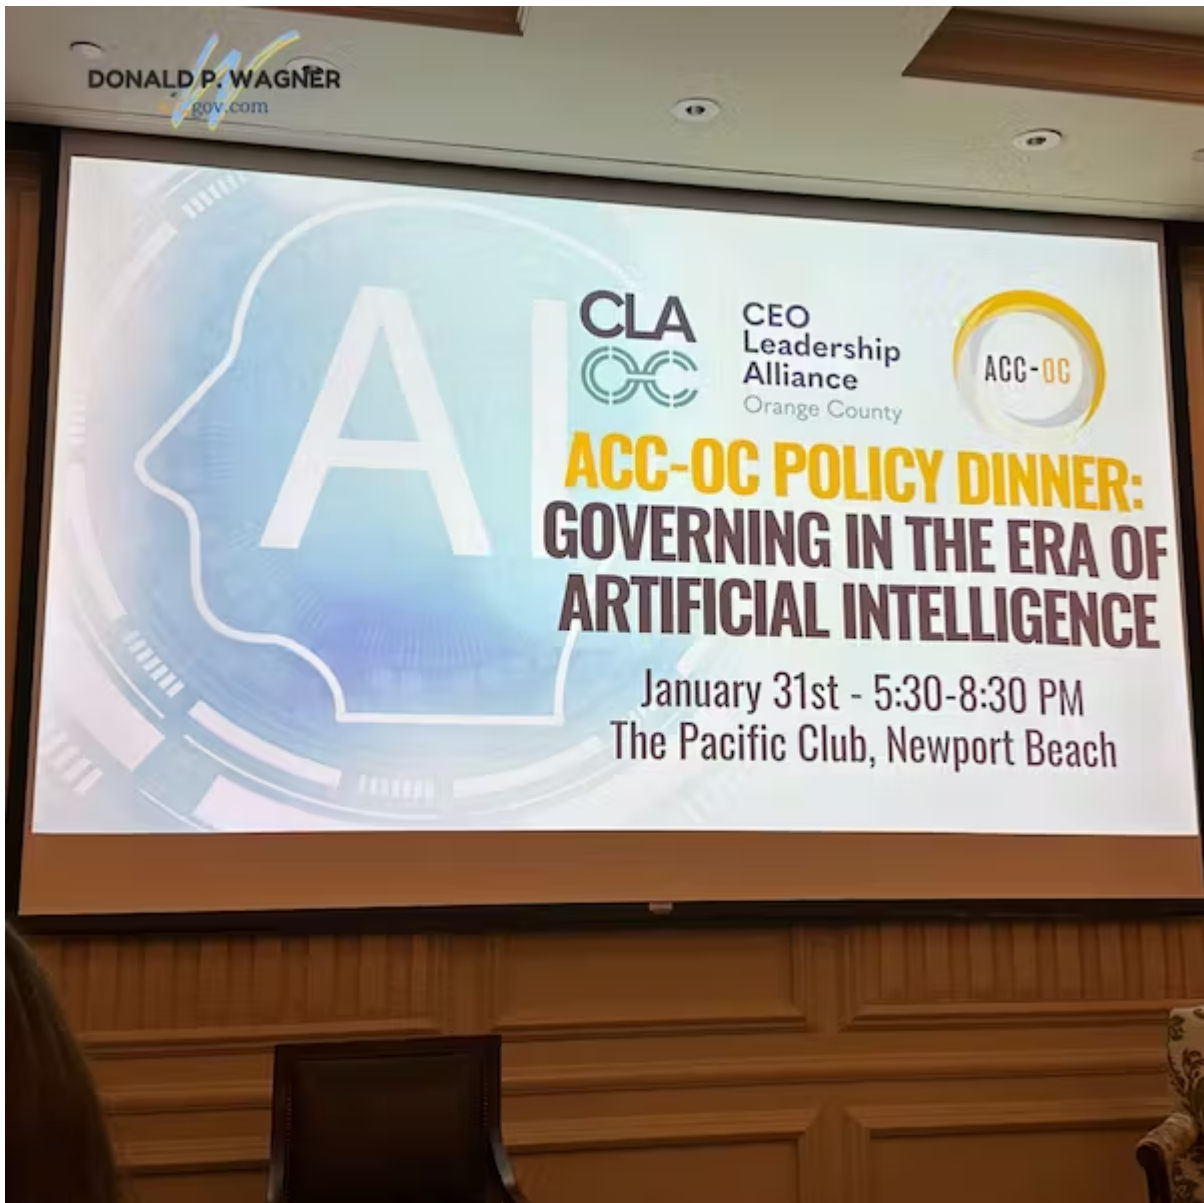 DONALD P. WAGNER
gov.com
AI
CLA
OC
CEO
Leadership
Alliance
Orange County
ACC-OC
ACC-OC POLICY DINNER:
GOVERNING IN THE ERA OF
ARTIFICIAL INTELLIGENCE
January 31st - 5:30-8:30 PM
The Pacific Club, Newport Beach